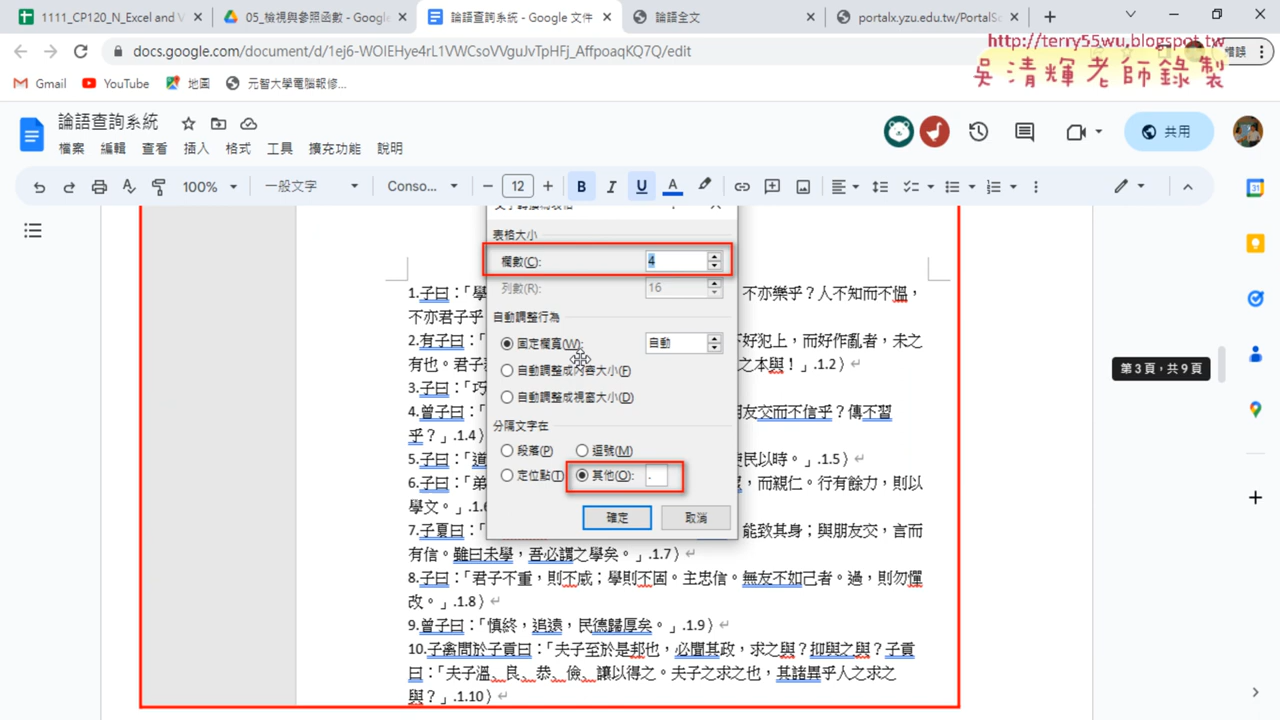 1111_CP120_N_Excel and V
05_檢視與參照函數 - Google
論語查詢系統 - Google 文件
論語全文
portalx.yzu.edu.tw/PortalSo
docs.google.com/document/d/1ej6-WOlEHye4rL1VWCsoVVguJvTpHFj_AffpoaqKQ7Q/edit
http://terry55wu.blogspot.tw
吳清輝老師錄製
Gmail
YouTube
地圖
元智大學電腦報修...
論語查詢系統
檔案 編輯 查看 插入 格式 工具 擴充功能 說明
共用
100% 一般文字 Conso... 12 B I U A
文字轉換為表格
表格大小
欄數(C): 4
列數(R): 16
自動調整行為
固定欄寬(W): 自動
自動調整成內容大小(F)
自動調整成視窗大小(D)
分隔文字在
段落(P) 逗號(M)
定位點(T) 其他(O): .
確定 取消
1.子曰：「學 不亦樂乎？人不知而不慍，
不亦君子乎
2.有子曰：「 好犯上，而好作亂者，未之
有也。君子 之本與！」.1.2）
3.子曰：「巧
4.曾子曰：「 朋友交而不信乎？傳不習
乎？」.1.4）
5.子曰：「道 使民以時。」.1.5）
6.子曰：「弟 ，而親仁。行有餘力，則以
學文。」.1.6
7.子夏曰：「 能致其身；與朋友交，言而
有信。雖曰未學，吾必謂之學矣。」.1.7）
8.子曰：「君子不重，則不威；學則不固。主忠信。無友不如己者。過，則勿憚
改。」.1.8）
9.曾子曰：「慎終，追遠，民德歸厚矣。」.1.9）
10.子禽問於子貢曰：「夫子至於是邦也，必聞其政，求之與？抑與之與？子貢
曰：「夫子溫、良、恭、儉、讓以得之。夫子之求之也，其諸異乎人之求之
與？」.1.10）
第 3 頁，共 9 頁